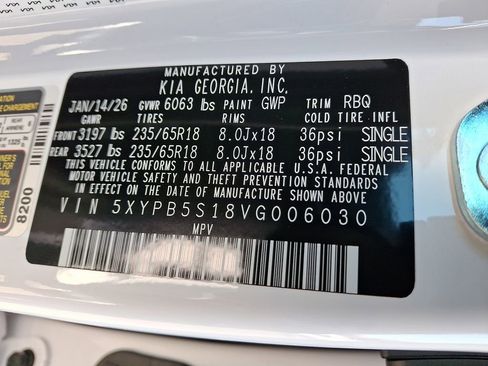 MANUFACTURED BY
KIA GEORGIA, INC.
JAN/14/26 GVWR 6063 lbs PAINT GWP TRIM RBQ
GAWR TIRES RIMS COLD TIRE INFL
FRONT 3197 lbs 235/65R18 8.0Jx18 36psi SINGLE
REAR 3527 lbs 235/65R18 8.0Jx18 36psi SINGLE
THIS VEHICLE CONFORMS TO ALL APPLICABLE U.S.A. FEDERAL
MOTOR VEHICLE SAFETY AND THEFT PREVENTION STANDARDS
IN EFFECT ON THE DATE OF MANUFACTURE SHOWN ABOVE
VIN 5XYPB5S18VG006030
MPV
8200